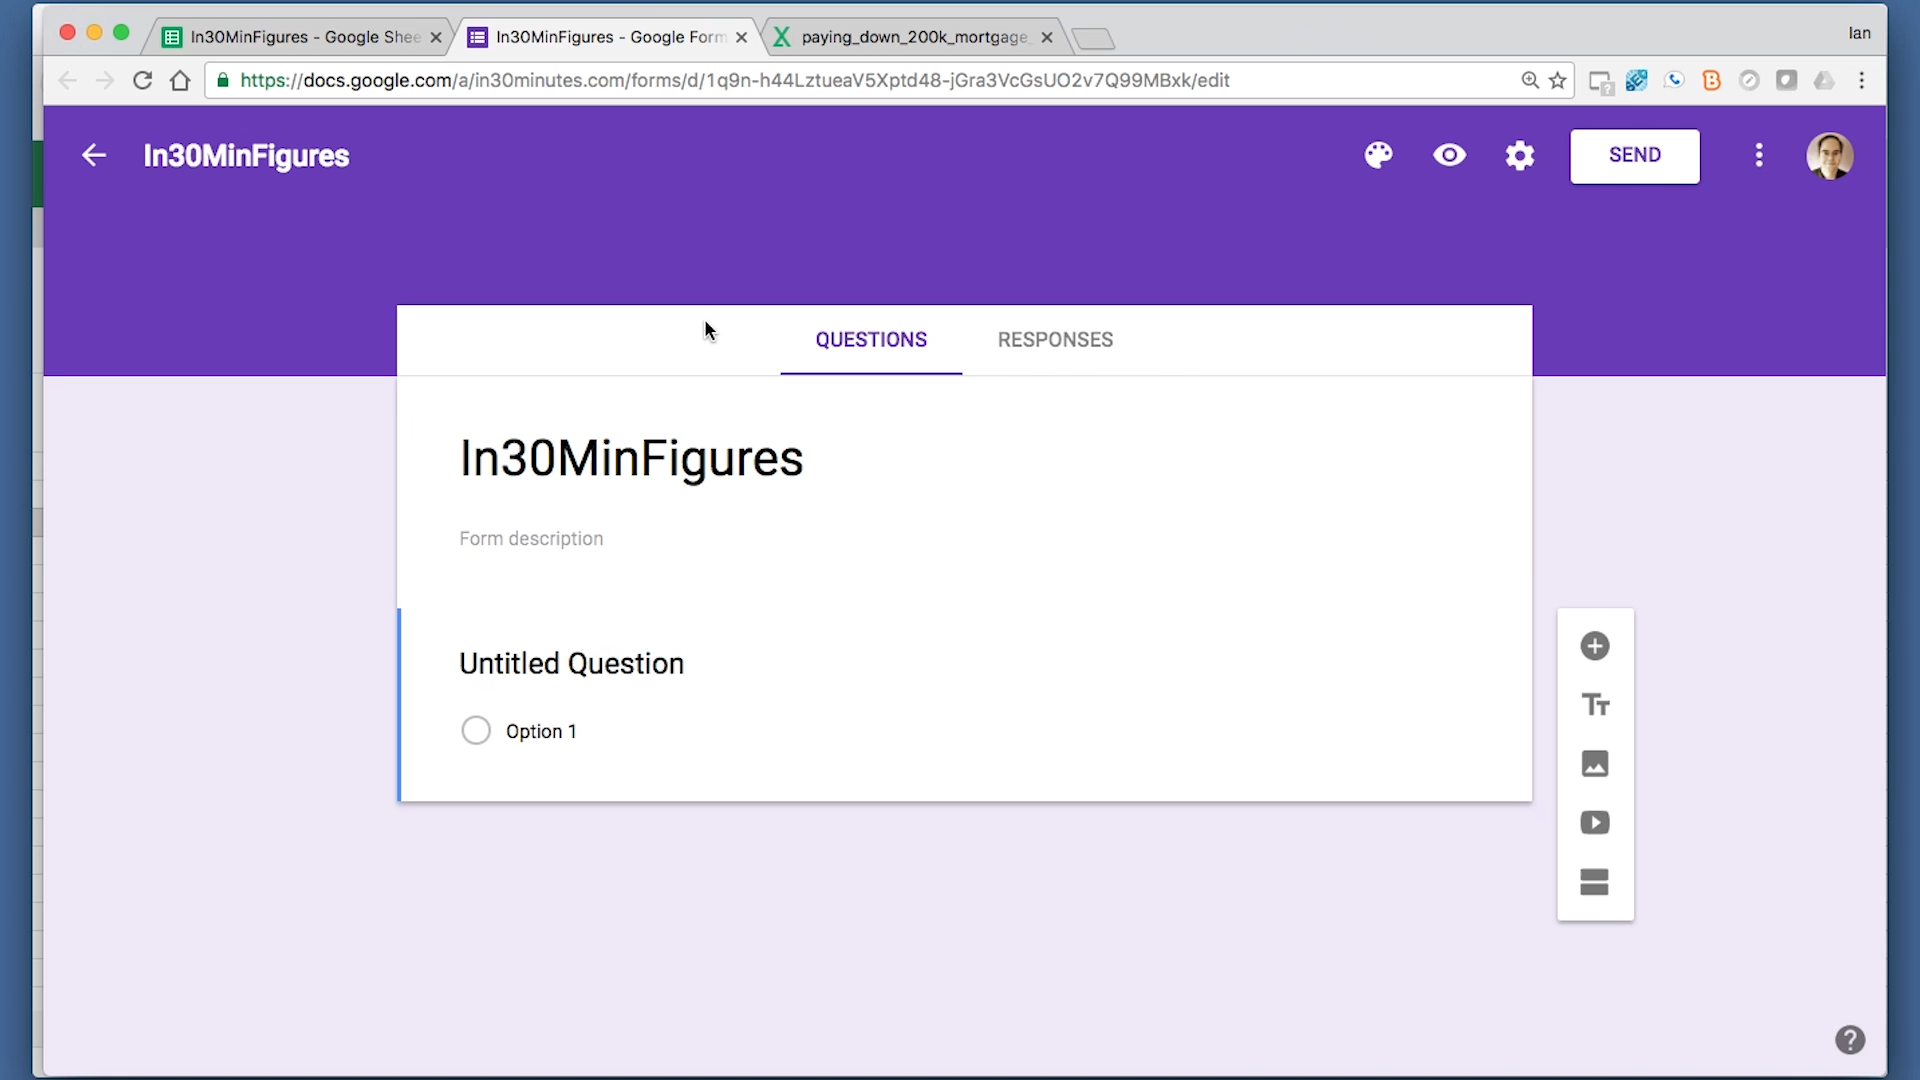 In30MinFigures - Google Shee
In30MinFigures - Google Form
paying_down_200k_mortgage_
Ian
https://docs.google.com/a/in30minutes.com/forms/d/1q9n-h44LztueaV5Xptd48-jGra3VcGsUO2v7Q99MBxk/edit
In30MinFigures
SEND
QUESTIONS
RESPONSES
In30MinFigures
Form description
Untitled Question
Option 1